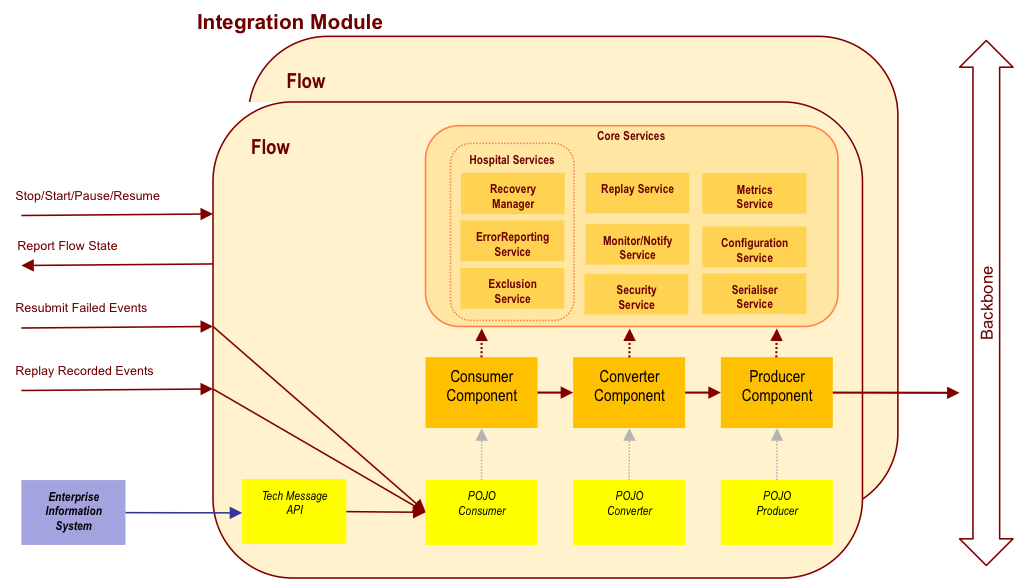 Integration Module
Flow
Flow
Core Services
Hospital Services
Recovery
Manager
Replay Service
Metrics
Service
ErrorReporting
Service
Monitor/Notify
Service
Configuration
Service
Exclusion
Service
Security
Service
Serialiser
Service
Stop/Start/Pause/Resume
Report Flow State
Resubmit Failed Events
Replay Recorded Events
Consumer
Component
Converter
Component
Producer
Component
Backbone
Enterprise
Information
System
Tech Message
API
POJO
Consumer
POJO
Converter
POJO
Producer